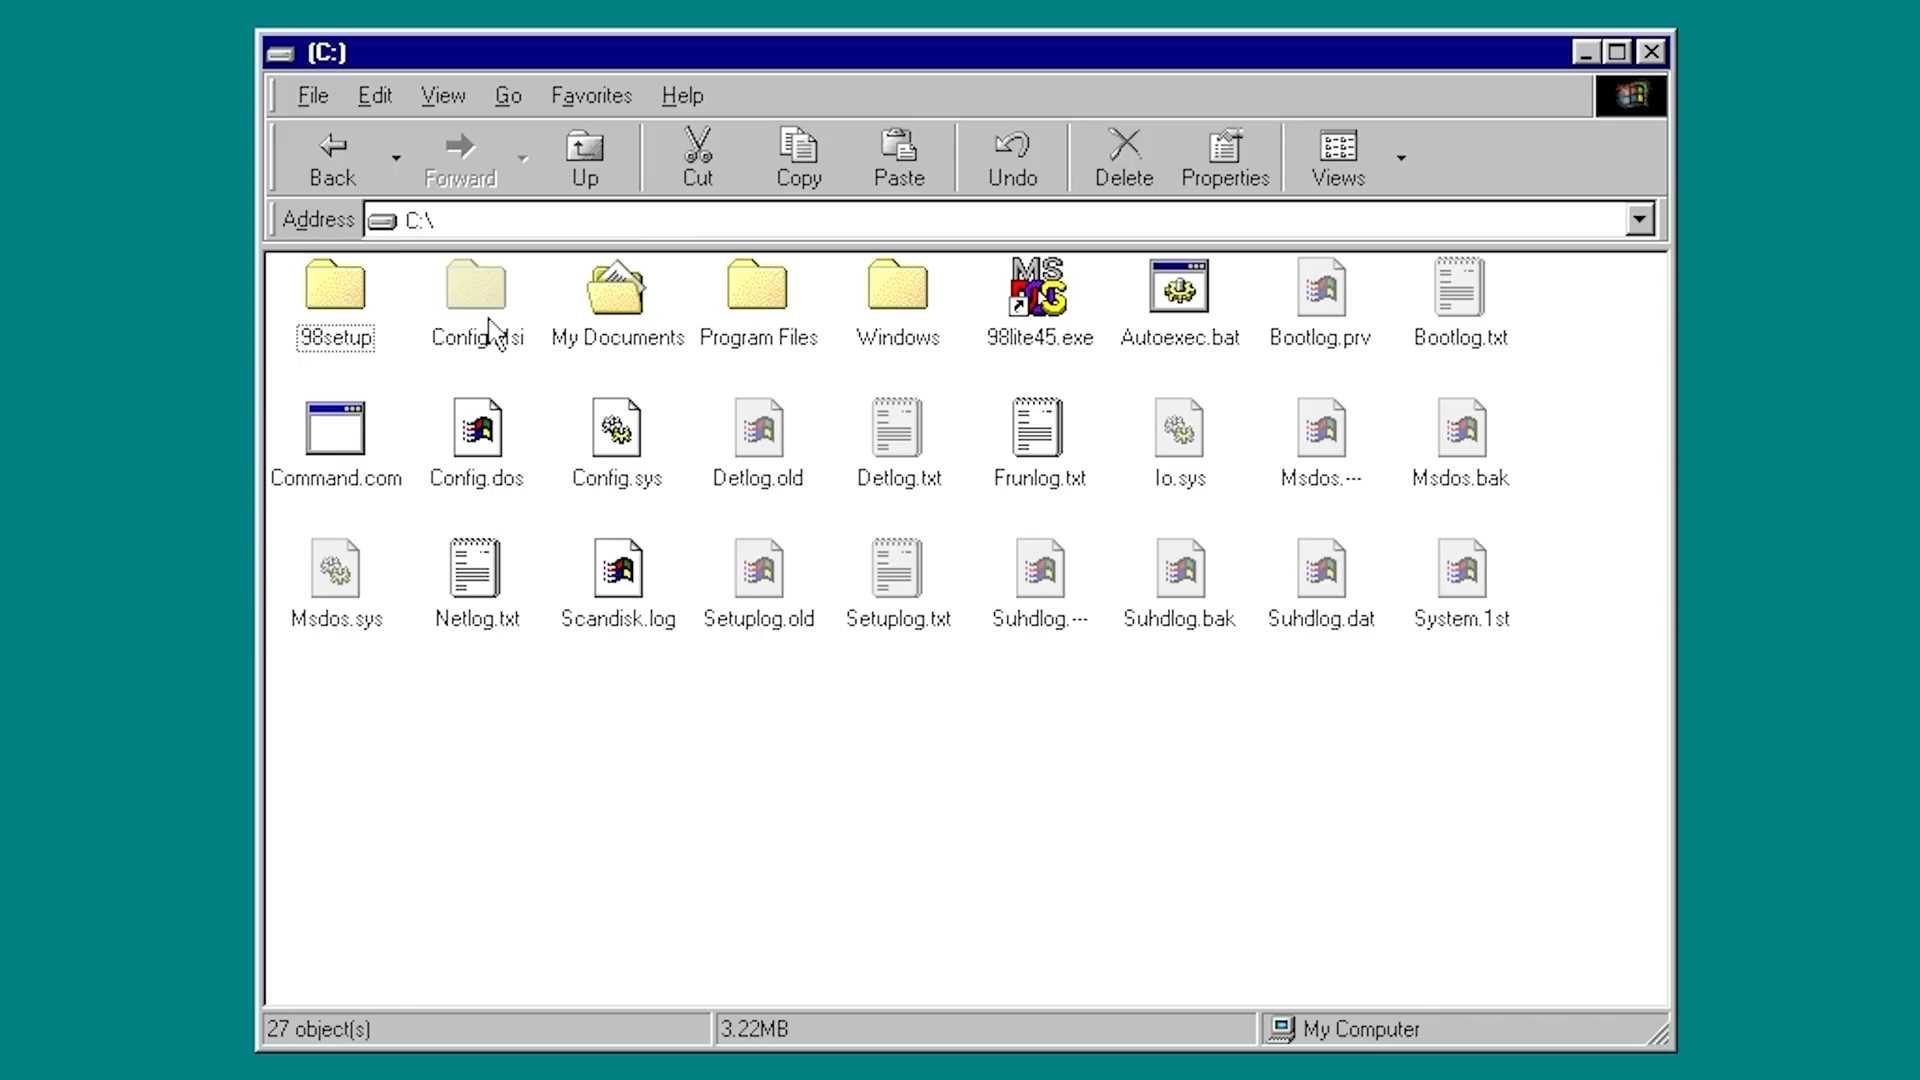 (C:)
File Edit View Go Favorites Help
Back Forward Up Cut Copy Paste Undo Delete Properties Views
Address C:\
98setup Config.msi My Documents Program Files Windows 98lite45.exe Autoexec.bat Bootlog.prv Bootlog.txt
Command.com Config.dos Config.sys Detlog.old Detlog.txt Frunlog.txt Io.sys Msdos.--- Msdos.bak
Msdos.sys Netlog.txt Scandisk.log Setuplog.old Setuplog.txt Suhdlog.--- Suhdlog.bak Suhdlog.dat System.1st
27 object(s) 3.22MB My Computer